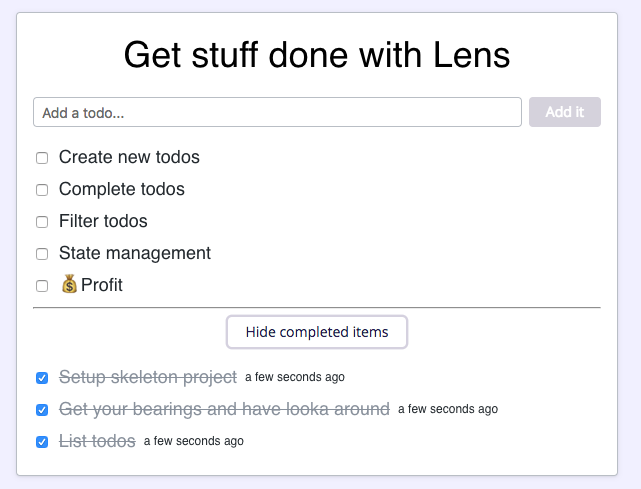 Get stuff done with Lens
Add a todo...
Add it
Create new todos
Complete todos
Filter todos
State management
💰Profit
Hide completed items
Setup skeleton project a few seconds ago
Get your bearings and have looka around a few seconds ago
List todos a few seconds ago